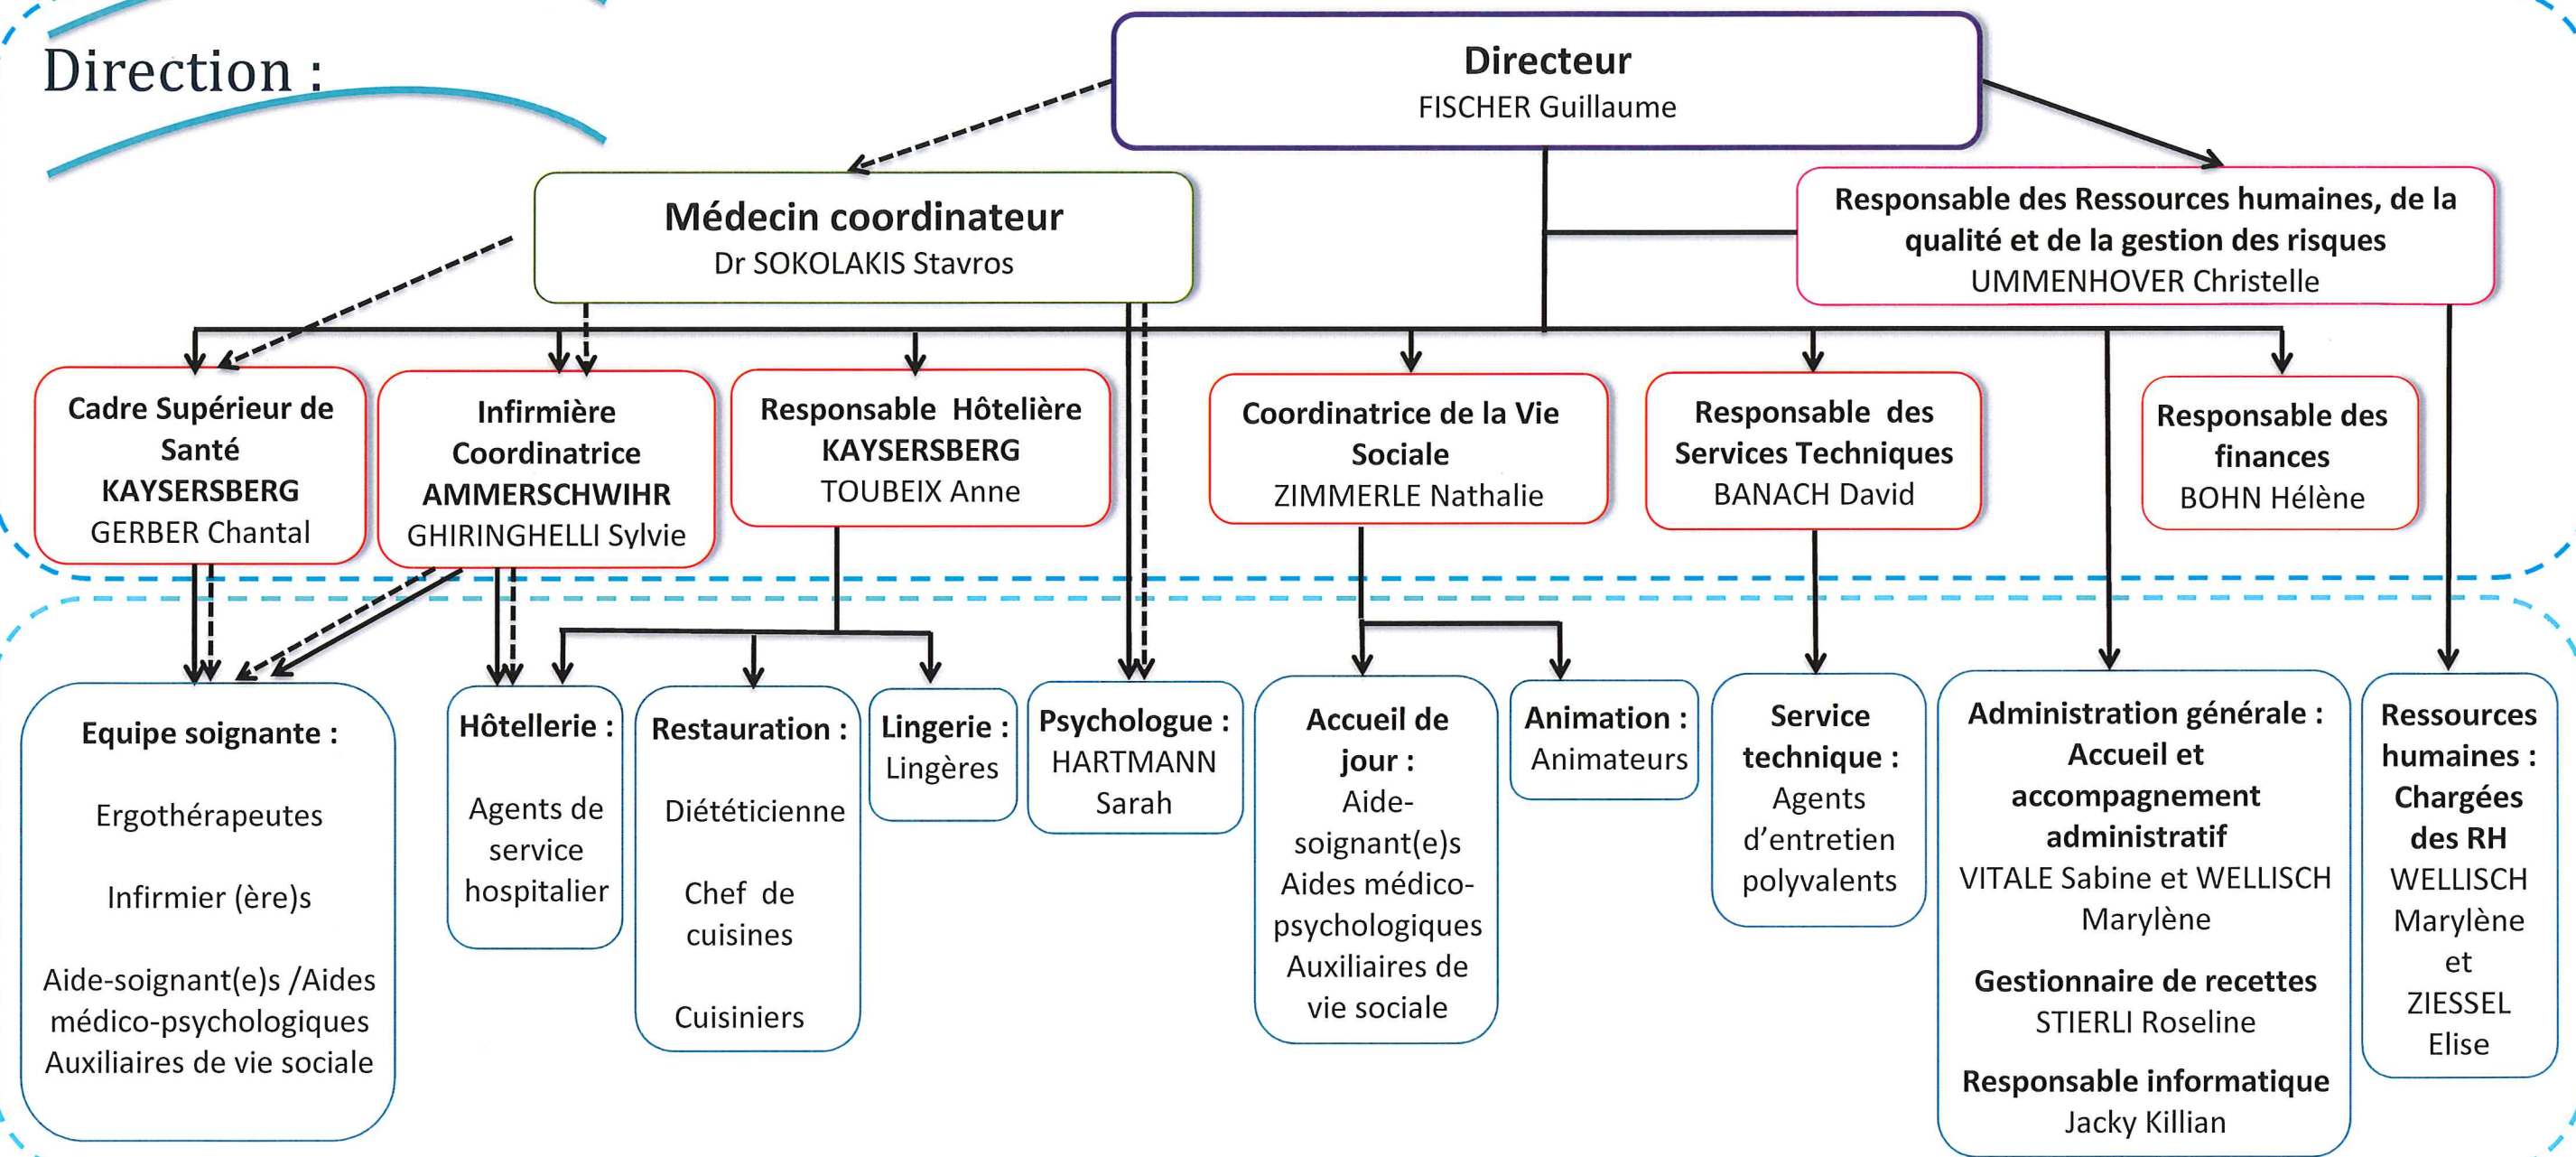 Direction :
Directeur
FISCHER Guillaume
Médecin coordinateur
Dr SOKOLAKIS Stavros
Responsable des Ressources humaines, de la
qualité et de la gestion des risques
UMMENHOVER Christelle
Cadre Supérieur de
Santé
KAYSERSBERG
GERBER Chantal
Infirmière
Coordinatrice
AMMERSCHWIHR
GHIRINGHELLI Sylvie
Responsable Hôtelière
KAYSERSBERG
TOUBEIX Anne
Coordinatrice de la Vie
Sociale
ZIMMERLE Nathalie
Responsable des
Services Techniques
BANACH David
Responsable des
finances
BOHN Hélène
Equipe soignante :
Ergothérapeutes
Infirmier (ère)s
Aide-soignant(e)s /Aides
médico-psychologiques
Auxiliaires de vie sociale
Hôtellerie :
Agents de
service
hospitalier
Restauration :
Diététicienne
Chef de
cuisines
Cuisiniers
Lingerie :
Lingères
Psychologue :
HARTMANN
Sarah
Accueil de
jour :
Aide-
soignant(e)s
Aides médico-
psychologiques
Auxiliaires de
vie sociale
Animation :
Animateurs
Service
technique :
Agents
d’entretien
polyvalents
Administration générale :
Accueil et
accompagnement
administratif
VITALE Sabine et WELLISCH
Marylène
Gestionnaire de recettes
STIERLI Roseline
Responsable informatique
Jacky Killian
Ressources
humaines :
Chargées
des RH
WELLISCH
Marylène
et
ZIESSEL
Elise